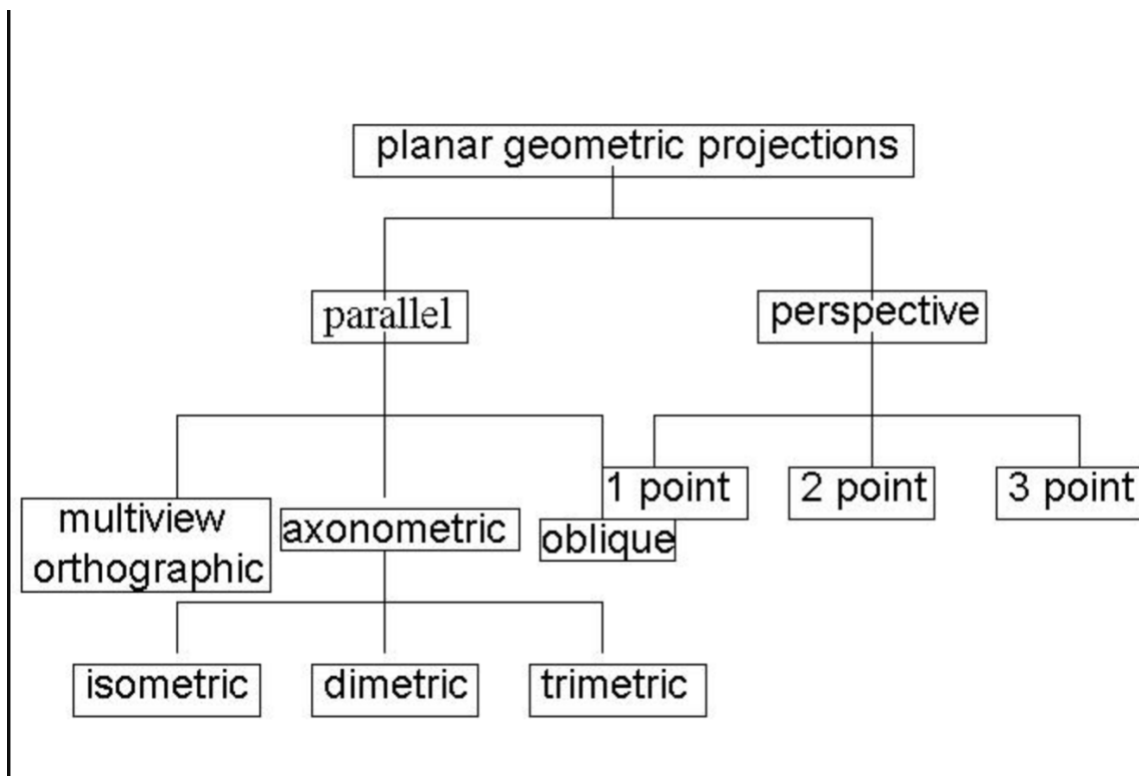 planar geometric projections
parallel
perspective
multiview
orthographic
axonometric
oblique
1 point
2 point
3 point
isometric
dimetric
trimetric